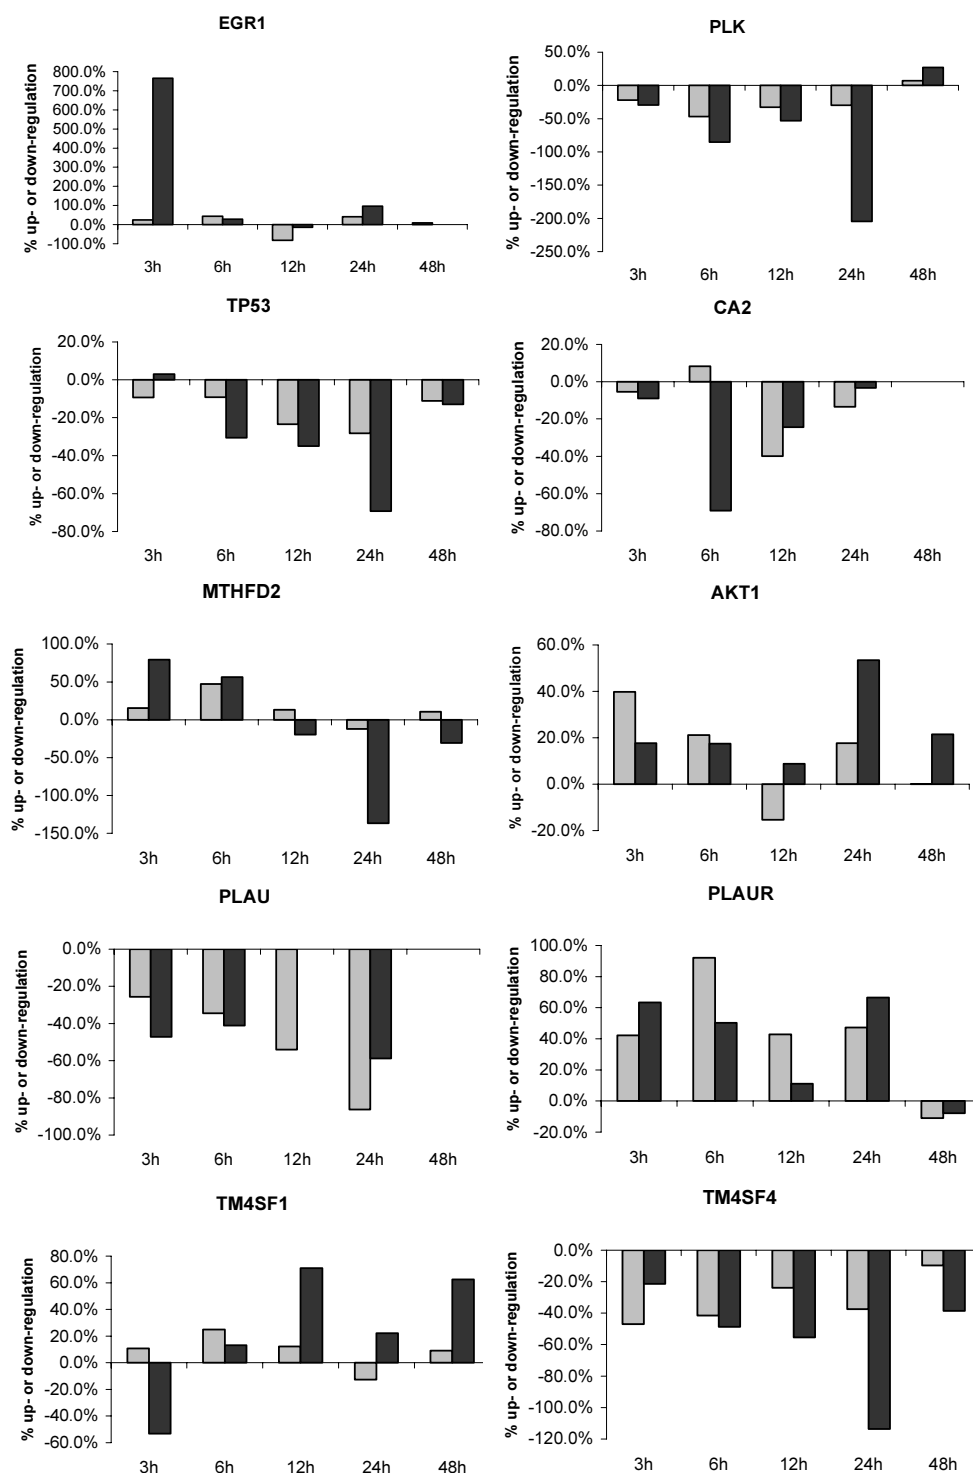 EGR1
% up- or down-regulation
800.0%
700.0%
600.0%
500.0%
400.0%
300.0%
200.0%
100.0%
0.0%
-100.0%
3h 6h 12h 24h 48h
PLK
% up- or down-regulation
50.0%
0.0%
-50.0%
-100.0%
-150.0%
-200.0%
-250.0%
3h 6h 12h 24h 48h
TP53
% up- or down-regulation
20.0%
0.0%
-20.0%
-40.0%
-60.0%
-80.0%
3h 6h 12h 24h 48h
CA2
% up- or down-regulation
20.0%
0.0%
-20.0%
-40.0%
-60.0%
-80.0%
3h 6h 12h 24h 48h
MTHFD2
% up- or down-regulation
100.0%
50.0%
0.0%
-50.0%
-100.0%
-150.0%
3h 6h 12h 24h 48h
AKT1
% up- or down-regulation
60.0%
40.0%
20.0%
0.0%
-20.0%
3h 6h 12h 24h 48h
PLAU
% up- or down-regulation
0.0%
-20.0%
-40.0%
-60.0%
-80.0%
-100.0%
3h 6h 12h 24h 48h
PLAUR
% up- or down-regulation
100.0%
80.0%
60.0%
40.0%
20.0%
0.0%
-20.0%
3h 6h 12h 24h 48h
TM4SF1
% up- or down-regulation
80.0%
60.0%
40.0%
20.0%
0.0%
-20.0%
-40.0%
-60.0%
3h 6h 12h 24h 48h
TM4SF4
% up- or down-regulation
0.0%
-20.0%
-40.0%
-60.0%
-80.0%
-100.0%
-120.0%
3h 6h 12h 24h 48h